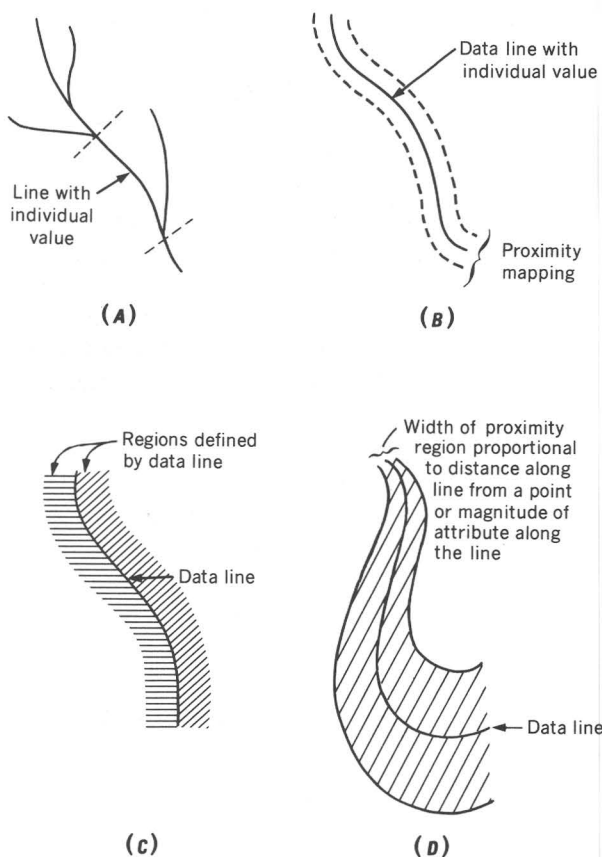 Line with
individual
value
(A)
Data line with
individual value
Proximity
mapping
(B)
Regions defined
by data line
Data line
(C)
Width of proximity
region proportional
to distance along
line from a point
or magnitude of
attribute along
the line
Data line
(D)